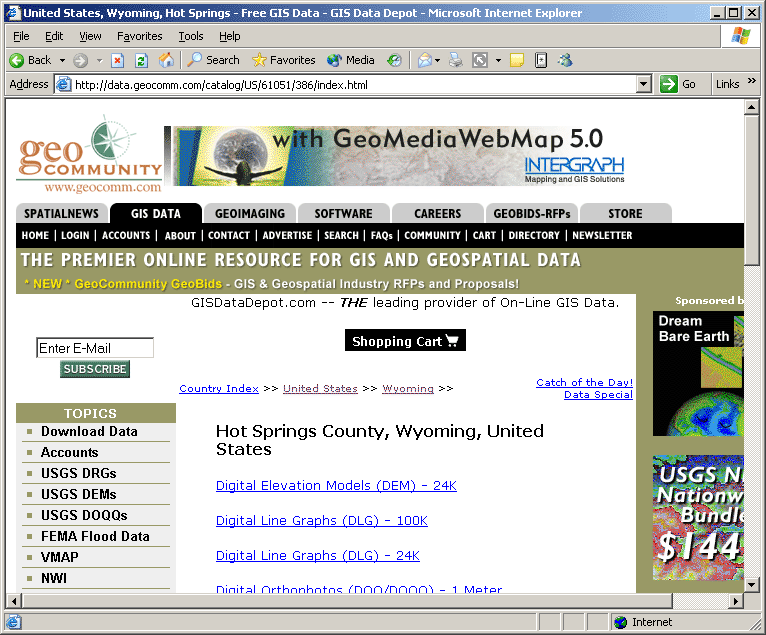 United States, Wyoming, Hot Springs - Free GIS Data - GIS Data Depot - Microsoft Internet Explorer
File Edit View Favorites Tools Help
Back Search Favorites Media
Address http://data.geocomm.com/catalog/US/61051/386/index.html Go Links »
geo COMMUNITY
www.geocomm.com
with GeoMediaWebMap 5.0
INTERGRAPH
Mapping and GIS Solutions
SPATIALNEWS GIS DATA GEOIMAGING SOFTWARE CAREERS GEOBIDS-RFPs STORE
HOME | LOGIN | ACCOUNTS | ABOUT | CONTACT | ADVERTISE | SEARCH | FAQs | COMMUNITY | CART | DIRECTORY | NEWSLETTER
THE PREMIER ONLINE RESOURCE FOR GIS AND GEOSPATIAL DATA
* NEW * GeoCommunity GeoBids - GIS & Geospatial Industry RFPs and Proposals!
GISDataDepot.com -- THE leading provider of On-Line GIS Data.
Shopping Cart
Enter E-Mail
SUBSCRIBE
Country Index >> United States >> Wyoming >>
Catch of the Day!
Data Special
TOPICS
Download Data
Accounts
USGS DRGs
USGS DEMs
USGS DOQQs
FEMA Flood Data
VMAP
NWI
Hot Springs County, Wyoming, United
States
Digital Elevation Models (DEM) - 24K
Digital Line Graphs (DLG) - 100K
Digital Line Graphs (DLG) - 24K
Digital Orthophotos (DOQ/DOQQ) - 1 Meter
Sponsored b
Dream
Bare Earth
USGS N
Nationw
Bundle
$144
Internet